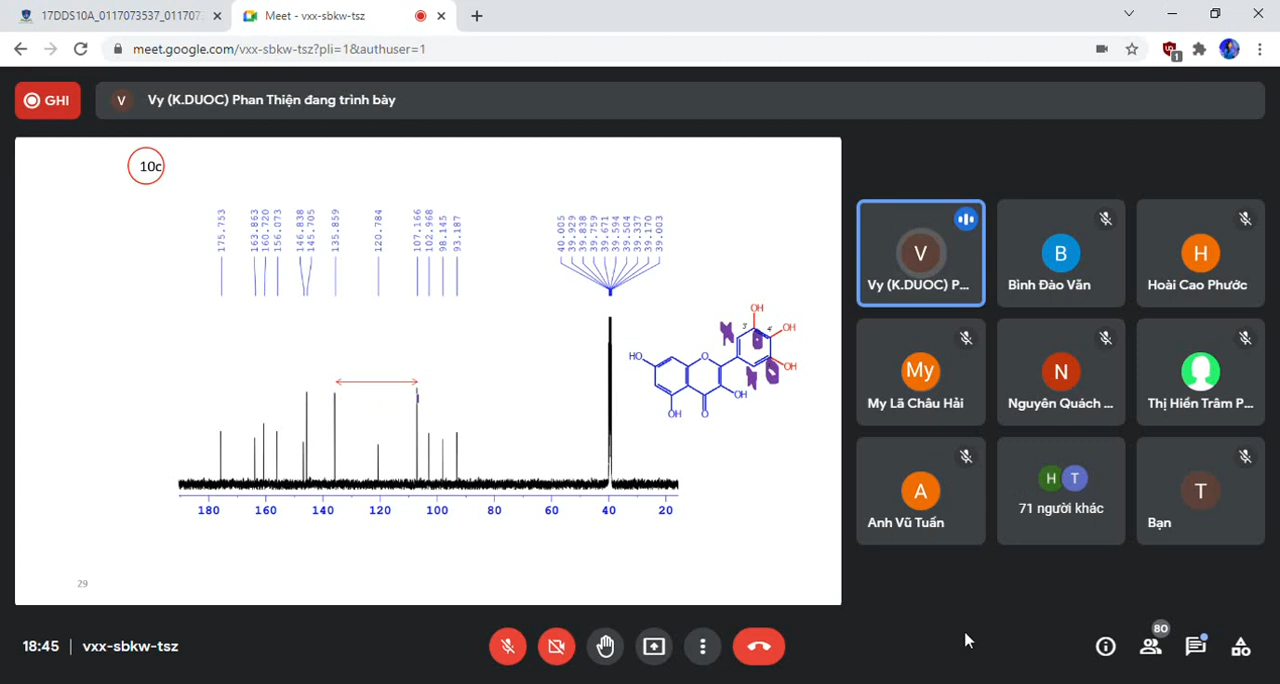 17DDS10A_0117073537_011707
Meet - vxx-sbkw-tsz
meet.google.com/vxx-sbkw-tsz?pli=1&authuser=1
1
GHI
V
Vy (K.DUOC) Phan Thiện đang trình bày
10c
175.753
163.863
160.720
156.073
146.838
145.705
135.859
120.784
107.166
102.968
98.145
93.187
40.005
39.929
39.838
39.759
39.671
39.594
39.504
39.337
39.170
39.003
OH
3'
4'
OH
HO
O
OH
OH
OH
O
180 160 140 120 100 80 60 40 20
29
V
Vy (K.DUOC) P...
B
Bình Đào Văn
H
Hoài Cao Phước
My
My Lã Châu Hải
N
Nguyên Quách ...
Thị Hiền Trâm P...
A
Anh Vũ Tuấn
H T
71 người khác
T
Bạn
18:45 | vxx-sbkw-tsz
80